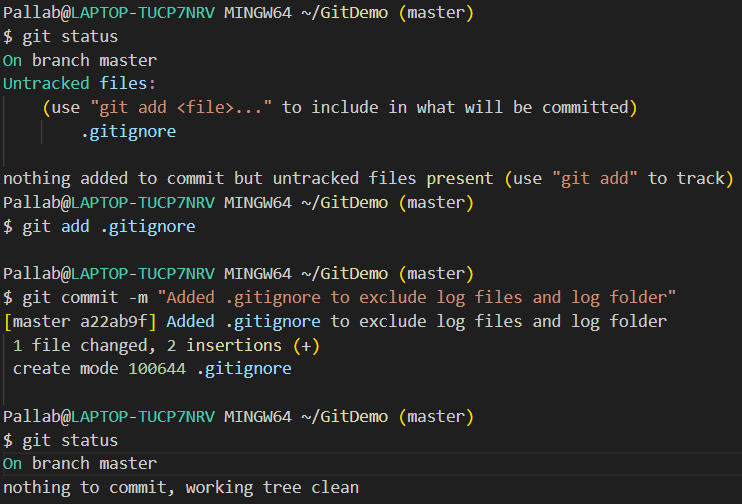 Pallab@LAPTOP-TUCP7NRV MINGW64 ~/GitDemo (master)
$ git status
On branch master
Untracked files:
(use "git add <file>..." to include in what will be committed)
.gitignore
nothing added to commit but untracked files present (use "git add" to track)
Pallab@LAPTOP-TUCP7NRV MINGW64 ~/GitDemo (master)
$ git add .gitignore
Pallab@LAPTOP-TUCP7NRV MINGW64 ~/GitDemo (master)
$ git commit -m "Added .gitignore to exclude log files and log folder"
[master a22ab9f] Added .gitignore to exclude log files and log folder
1 file changed, 2 insertions (+)
create mode 100644 .gitignore
Pallab@LAPTOP-TUCP7NRV MINGW64 ~/GitDemo (master)
$ git status
On branch master
nothing to commit, working tree clean